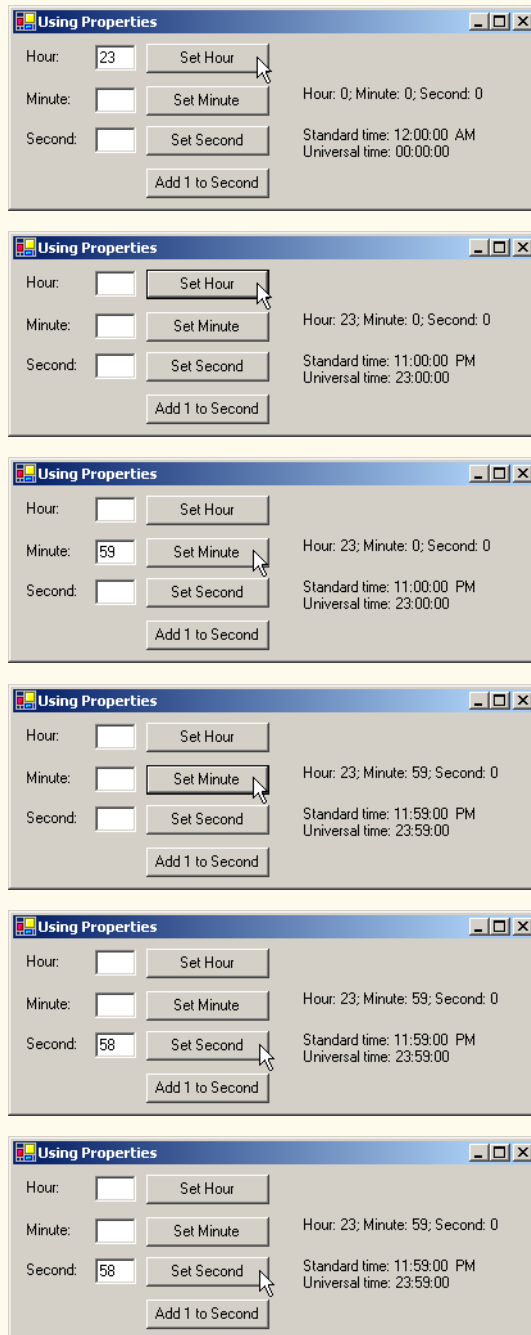 Using Properties
Hour: 23 Set Hour
Minute: Set Minute Hour: 0; Minute: 0; Second: 0
Second: Set Second Standard time: 12:00:00 AM
Universal time: 00:00:00
Add 1 to Second
Using Properties
Hour: Set Hour
Minute: Set Minute Hour: 23; Minute: 0; Second: 0
Second: Set Second Standard time: 11:00:00 PM
Universal time: 23:00:00
Add 1 to Second
Using Properties
Hour: Set Hour
Minute: 59 Set Minute Hour: 23; Minute: 0; Second: 0
Second: Set Second Standard time: 11:00:00 PM
Universal time: 23:00:00
Add 1 to Second
Using Properties
Hour: Set Hour
Minute: Set Minute Hour: 23; Minute: 59; Second: 0
Second: Set Second Standard time: 11:59:00 PM
Universal time: 23:59:00
Add 1 to Second
Using Properties
Hour: Set Hour
Minute: Set Minute Hour: 23; Minute: 59; Second: 0
Second: 58 Set Second Standard time: 11:59:00 PM
Universal time: 23:59:00
Add 1 to Second
Using Properties
Hour: Set Hour
Minute: Set Minute Hour: 23; Minute: 59; Second: 0
Second: 58 Set Second Standard time: 11:59:00 PM
Universal time: 23:59:00
Add 1 to Second